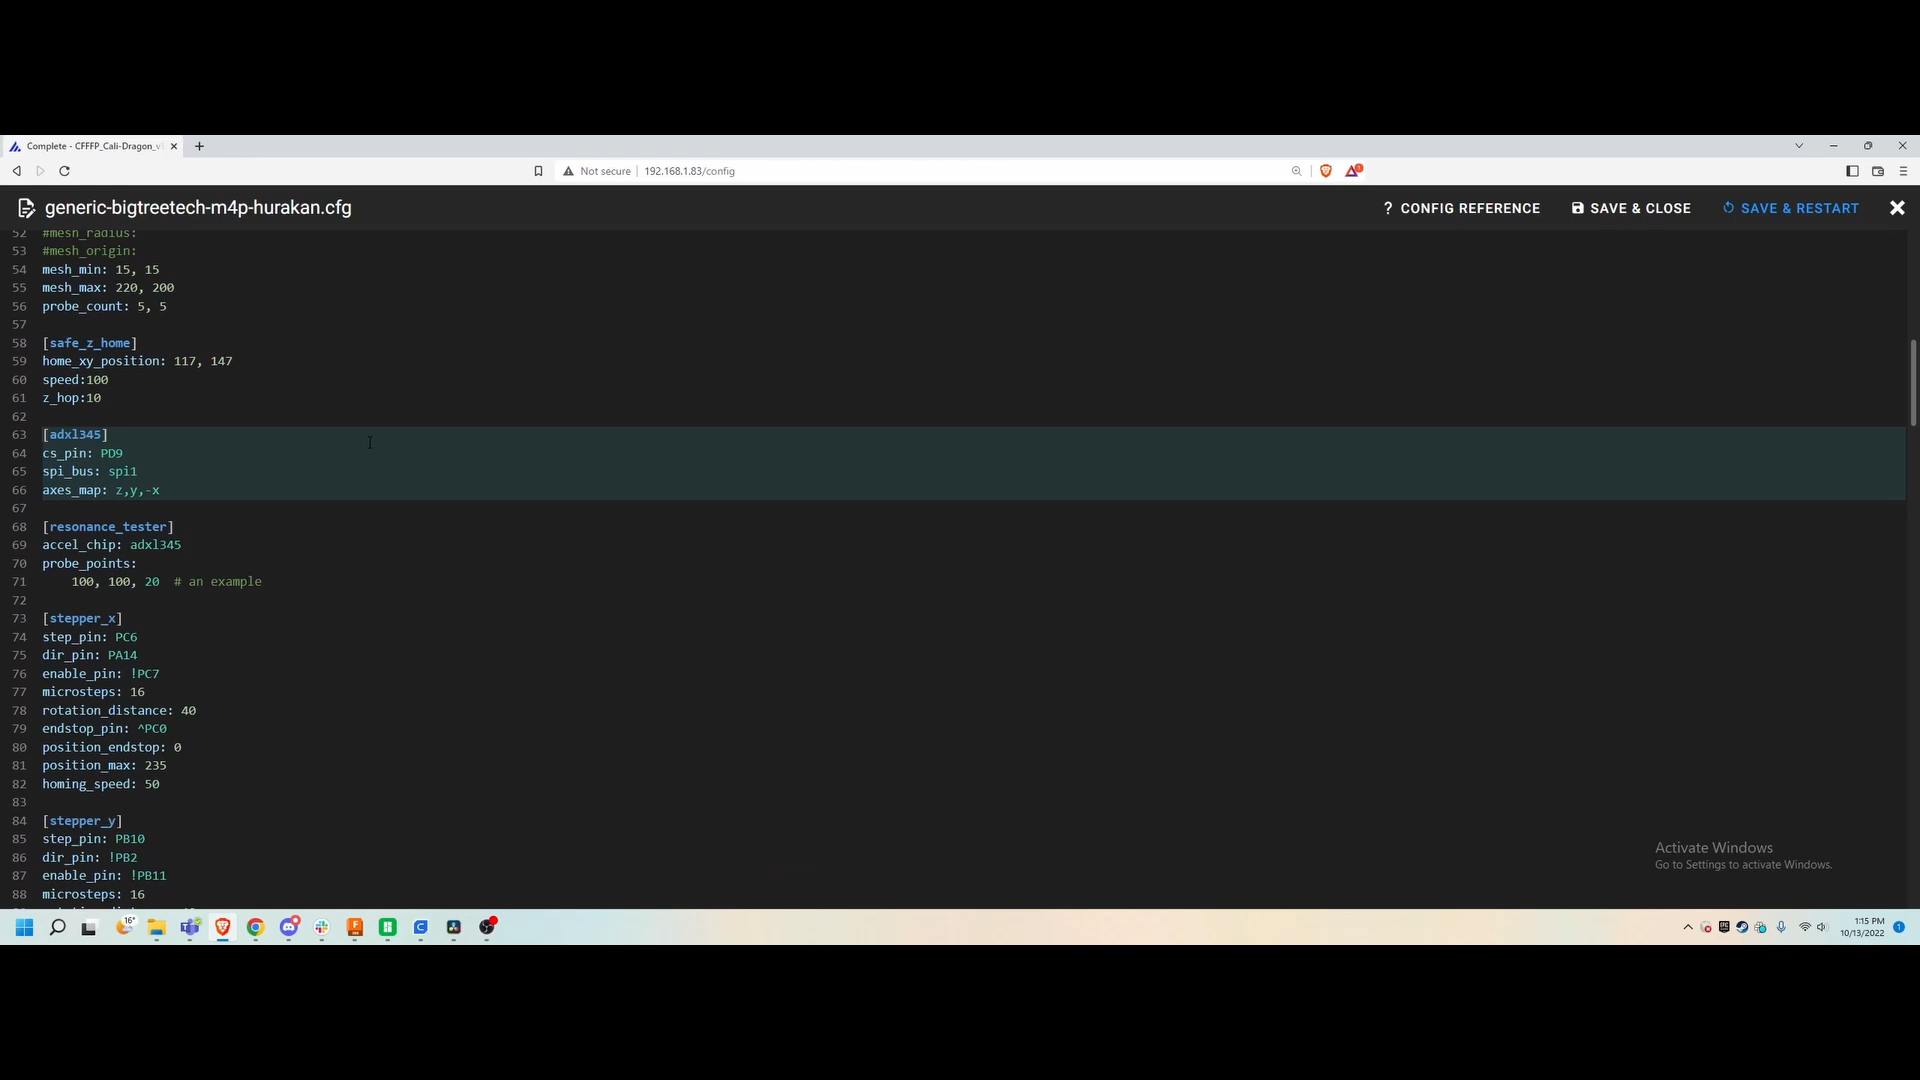 Complete - CFFFP_Cali-Dragon_v
Not secure 192.168.1.83/config
generic-bigtreetech-m4p-hurakan.cfg
? CONFIG REFERENCE SAVE & CLOSE SAVE & RESTART
52 #mesh_radius:
53 #mesh_origin:
54 mesh_min: 15, 15
55 mesh_max: 220, 200
56 probe_count: 5, 5
57
58 [safe_z_home]
59 home_xy_position: 117, 147
60 speed:100
61 z_hop:10
62
63 [adxl345]
64 cs_pin: PD9
65 spi_bus: spi1
66 axes_map: z,y,-x
67
68 [resonance_tester]
69 accel_chip: adxl345
70 probe_points:
71 100, 100, 20 # an example
72
73 [stepper_x]
74 step_pin: PC6
75 dir_pin: PA14
76 enable_pin: !PC7
77 microsteps: 16
78 rotation_distance: 40
79 endstop_pin: ^PC0
80 position_endstop: 0
81 position_max: 235
82 homing_speed: 50
83
84 [stepper_y]
85 step_pin: PB10
86 dir_pin: !PB2
87 enable_pin: !PB11
88 microsteps: 16
Activate Windows
Go to Settings to activate Windows.
16°
1:15 PM
10/13/2022